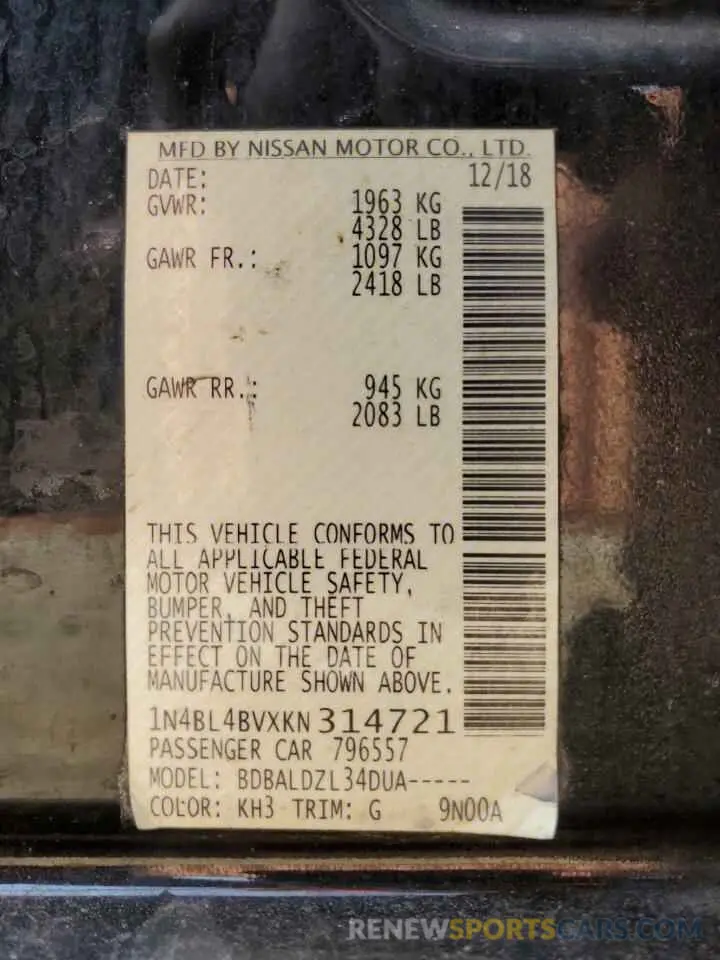 MFD BY NISSAN MOTOR CO., LTD.
DATE: 12/18
GVWR: 1963 KG
4328 LB
GAWR FR.: 1097 KG
2418 LB
GAWR RR.: 945 KG
2083 LB
THIS VEHICLE CONFORMS TO
ALL APPLICABLE FEDERAL
MOTOR VEHICLE SAFETY,
BUMPER, AND THEFT
PREVENTION STANDARDS IN
EFFECT ON THE DATE OF
MANUFACTURE SHOWN ABOVE.
1N4BL4BVXKN314721
PASSENGER CAR 796557
MODEL: BDBALDZL34DUA-----
COLOR: KH3 TRIM: G 9N00A
RENEWSPORTSCAR.COM